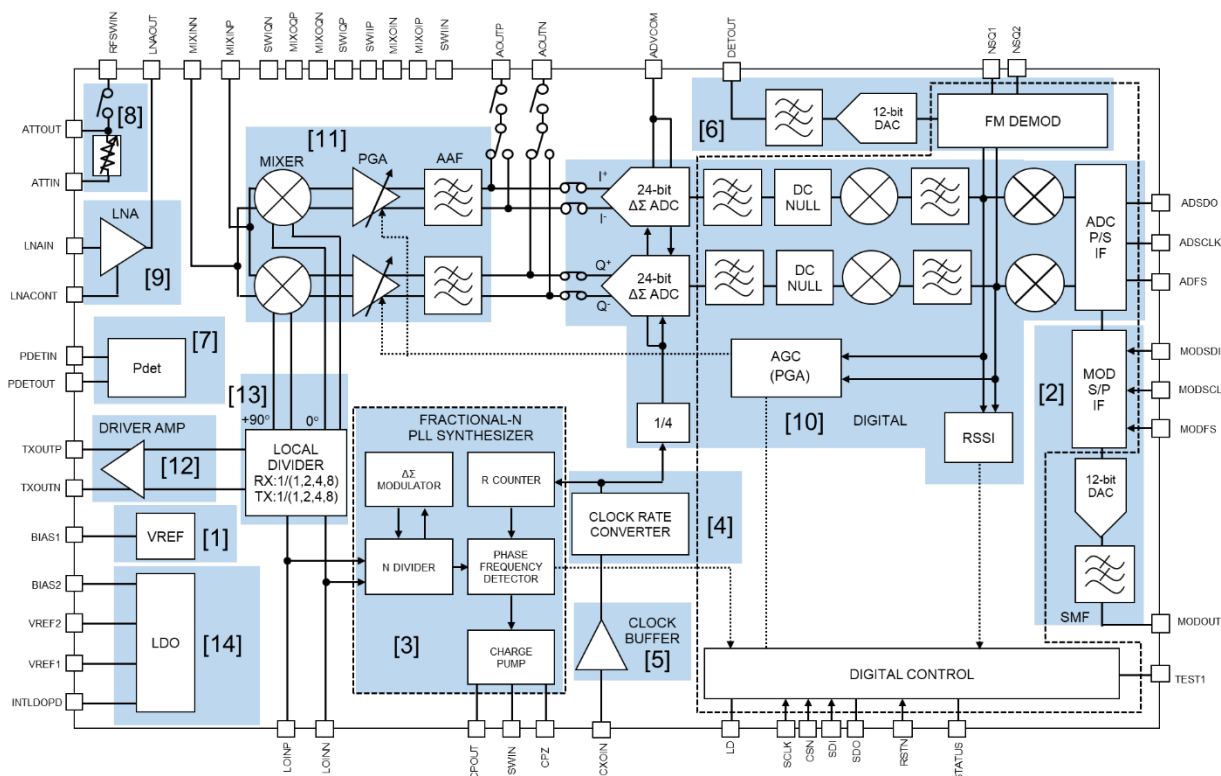 RFSWIN
LNAOUT
MIXINN
MIXINP
SWIQN
MIXOQP
MIXOQN
SWIQP
SWIIP
MIXOIN
MIXOIP
SWIIN
AOUTP
AOUTN
ADVCOM
DETOUT
NSQ1
NSQ2
ATTOUT
ATTIN
LNAIN
LNACONT
PDETIN
PDETOUT
TXOUTP
TXOUTN
BIAS1
BIAS2
VREF2
VREF1
INTLDOPD
[8]
LNA
[9]
[7]
Pdet
DRIVER AMP
[12]
VREF
[1]
LDO
[14]
[11]
MIXER
PGA
AAF
[13]
+90°
0°
LOCAL
DIVIDER
RX:1/(1,2,4,8)
TX:1/(1,2,4,8)
FRACTIONAL-N
PLL SYNTHESIZER
ΔΣ
MODULATOR
R COUNTER
N DIVIDER
PHASE
FREQUENCY
DETECTOR
[3]
CHARGE
PUMP
I+
I-
Q+
Q-
24-bit
ΔΣ ADC
24-bit
ΔΣ ADC
1/4
[4]
CLOCK RATE
CONVERTER
CLOCK
BUFFER
[5]
[6]
12-bit
DAC
FM DEMOD
DC
NULL
DC
NULL
AGC
(PGA)
[10]
DIGITAL
RSSI
ADC
P/S
IF
[2]
MOD
S/P
IF
12-bit
DAC
SMF
DIGITAL CONTROL
ADSDO
ADSCLK
ADFS
MODSDI
MODSCL
MODFS
MODOUT
TEST1
LOINP
LOINN
CPOUT
SWIN
CPZ
CXOIN
LD
SCLK
CSN
SDI
SDO
RSTN
STATUS